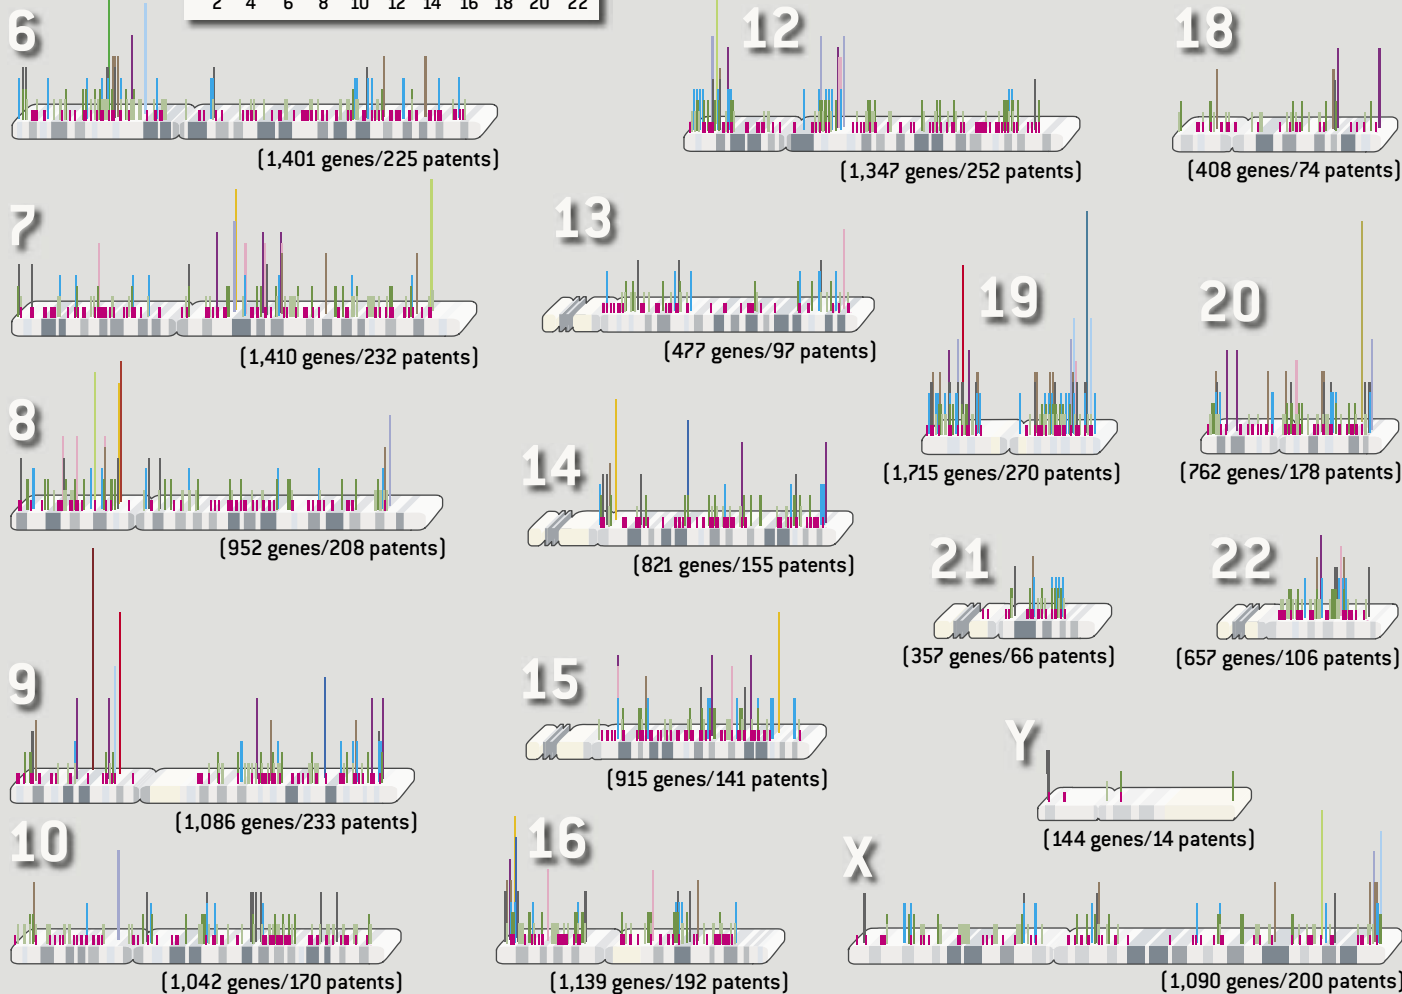 2 4 6 8 10 12 14 16 18 20 22
6
(1,401 genes/225 patents)
12
(1,347 genes/252 patents)
18
(408 genes/74 patents)
7
(1,410 genes/232 patents)
13
(477 genes/97 patents)
19
(1,715 genes/270 patents)
20
(762 genes/178 patents)
8
(952 genes/208 patents)
14
(821 genes/155 patents)
21
(357 genes/66 patents)
22
(657 genes/106 patents)
9
(1,086 genes/233 patents)
15
(915 genes/141 patents)
Y
(144 genes/14 patents)
10
(1,042 genes/170 patents)
16
(1,139 genes/192 patents)
X
(1,090 genes/200 patents)